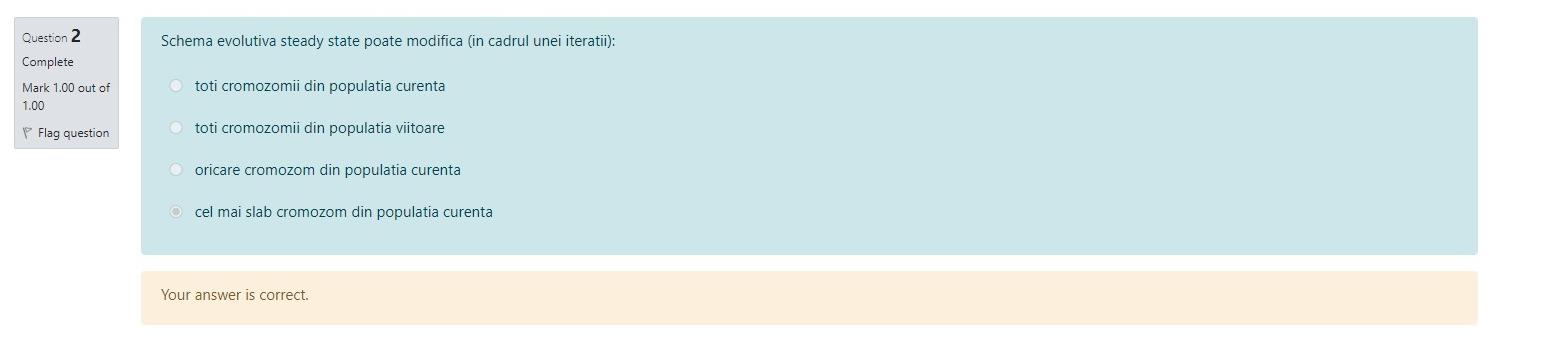 Question 2
Complete
Mark 1.00 out of
1.00
Flag question
Schema evolutiva steady state poate modifica (in cadrul unei iteratii):
toti cromozomii din populatia curenta
toti cromozomii din populatia viitoare
oricare cromozom din populatia curenta
cel mai slab cromozom din populatia curenta
Your answer is correct.